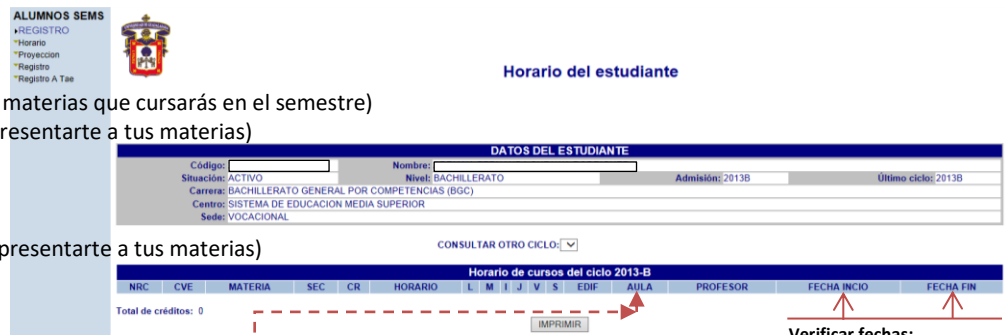 ALUMNOS SEMS
REGISTRO
Horario
Proyeccion
Registro
Registro A Tae
Horario del estudiante
materias que cursarás en el semestre)
resentarte a tus materias)
DATOS DEL ESTUDIANTE
Código: Nombre:
Situación: ACTIVO Nivel: BACHILLERATO Admisión: 2013B Último ciclo: 2013B
Carrera: BACHILLERATO GENERAL POR COMPETENCIAS (BGC)
Centro: SISTEMA DE EDUCACION MEDIA SUPERIOR
Sede: VOCACIONAL
presentarte a tus materias)
CONSULTAR OTRO CICLO:
Horario de cursos del ciclo 2013-B
NRC CVE MATERIA SEC CR HORARIO L M I J V S EDIF AULA PROFESOR FECHA INCIO FECHA FIN
Total de créditos: 0
IMPRIMIR
Verificar fechas: